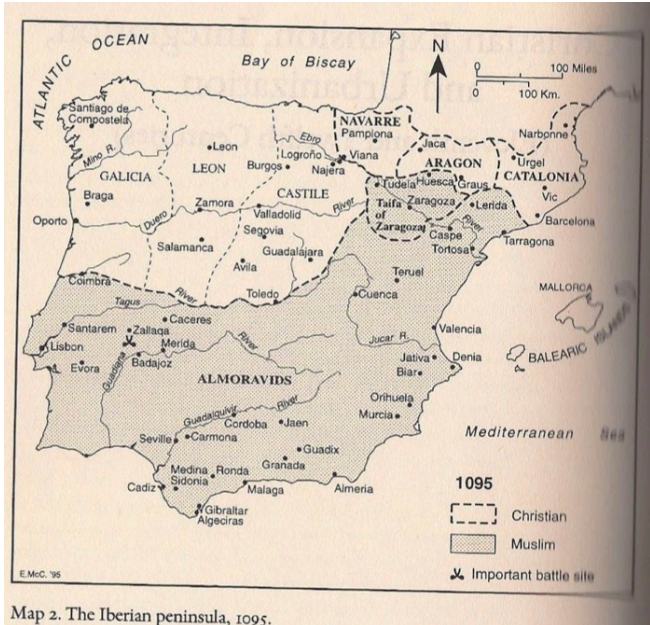 ATLANTIC OCEAN
Bay of Biscay
N
0 100 Miles
0 100 Km.
Santiago de
Compostela
Mino R.
GALICIA
Braga
Oporto
Leon
LEON
Zamora
Duero
River
Salamanca
Coimbra
Burgos
Logroño
Ebro
Viana
Najera
CASTILE
Valladolid
Segovia
Guadalajara
Avila
Toledo
NAVARRE
Pamplona
Jaca
ARAGON
Huesca
Graus
Tudela
Taifa
of
Zaragoza
Zaragoza
River
Lerida
Caspe
Tortosa
Narbonne
Urgel
CATALONIA
Vic
Barcelona
Tarragona
Teruel
Cuenca
MALLORCA
BALEARIC ISLANDS
Tagus
River
Santarem
Zallaqa
Caceres
Merida
River
Lisbon
Evora
Guadiana
Badajoz
ALMORAVIDS
Jucar R.
Valencia
Jativa
Denia
Biar
Orihuela
Murcia
Guadalquivir
River
Cordoba
Jaen
Seville
Carmona
Guadix
Granada
Medina
Sidonia
Ronda
Cadiz
Malaga
Almeria
Gibraltar
Algeciras
Mediterranean Sea
1095
Christian
Muslim
Important battle site
E.McC. '95
Map 2. The Iberian peninsula, 1095.